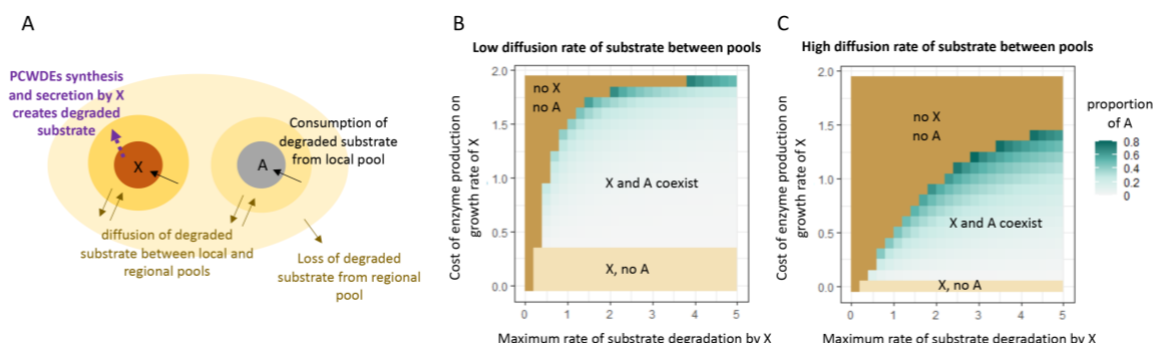 A
PCWDEs synthesis
and secretion by X
creates degraded
substrate
X
A
Consumption of
degraded substrate
from local pool
diffusion of degraded
substrate between local and
regional pools
Loss of degraded
substrate from regional
pool
B
Low diffusion rate of substrate between pools
Cost of enzyme production on
growth rate of X
2.0
1.5
1.0
0.5
0.0
no X
no A
X and A coexist
X, no A
0 1 2 3 4 5
Maximum rate of substrate degradation by X
C
High diffusion rate of substrate between pools
Cost of enzyme production on
growth rate of X
2.0
1.5
1.0
0.5
0.0
no X
no A
X and A coexist
X, no A
0 1 2 3 4 5
Maximum rate of substrate degradation by X
proportion
of A
0.8
0.6
0.4
0.2
0